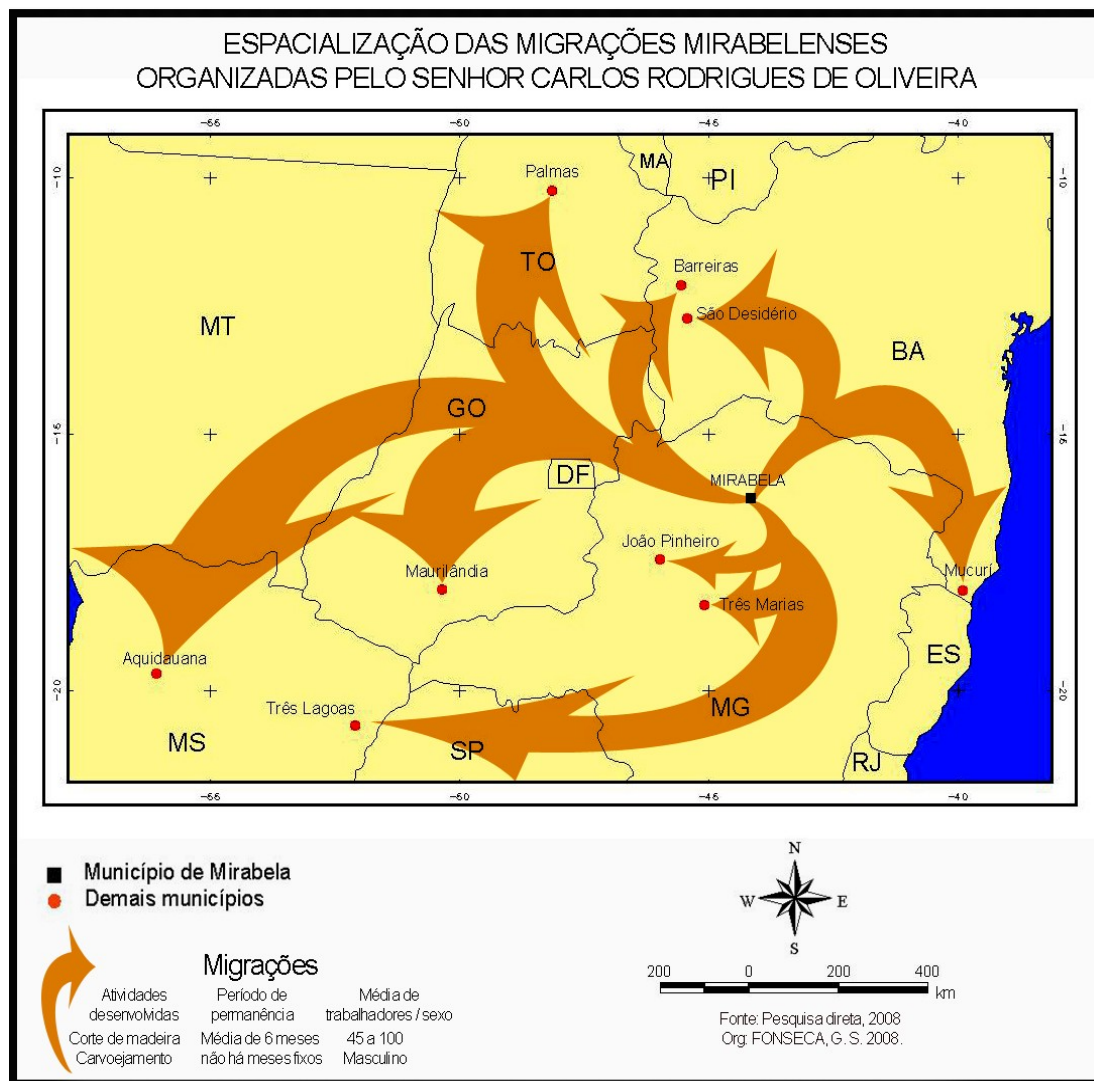 ESPACIALIZAÇÃO DAS MIGRAÇÕES MIRABELENSES
ORGANIZADAS PELO SENHOR CARLOS RODRIGUES DE OLIVEIRA
-55 -50 -45 -40
-10 -10
MA
PI
Palmas
TO
Barreiras
São Desidério
MT
BA
GO
-15 -15
DF
MIRABELA
João Pinheiro
Maurilândia
Mucurí
Três Marias
ES
Aquidauana
-20 -20
Três Lagoas
MG
MS
SP
RJ
-55 -50 -45 -40
Município de Mirabela
Demais municípios
Migrações
Atividades Período de Média de
desenvolvidas permanência trabalhadores / sexo
Corte de madeira Média de 6 meses 45 a 100
Carvoejamento não há meses fixos Masculino
N
W E
S
200 0 200 400
km
Fonte: Pesquisa direta, 2008
Org: FONSECA, G. S. 2008.